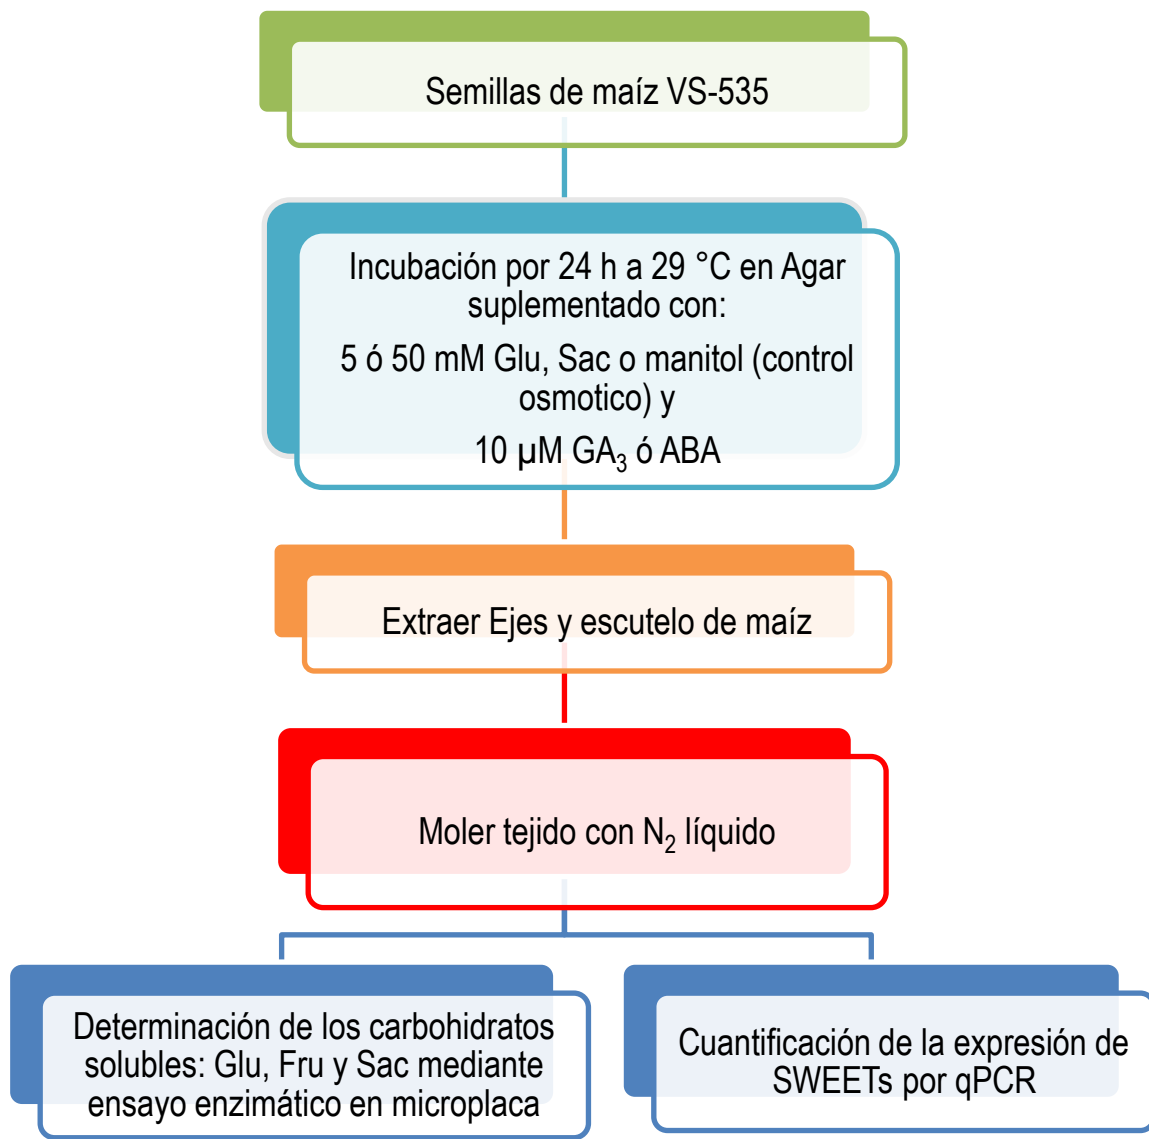 Semillas de maíz VS-535
Incubación por 24 h a 29 °C en Agar
suplementado con:
5 ó 50 mM Glu, Sac o manitol (control
osmotico) y
10 µM GA₃ ó ABA
Extraer Ejes y escutelo de maíz
Moler tejido con N₂ líquido
Determinación de los carbohidratos
solubles: Glu, Fru y Sac mediante
ensayo enzimático en microplaca
Cuantificación de la expresión de
SWEETs por qPCR